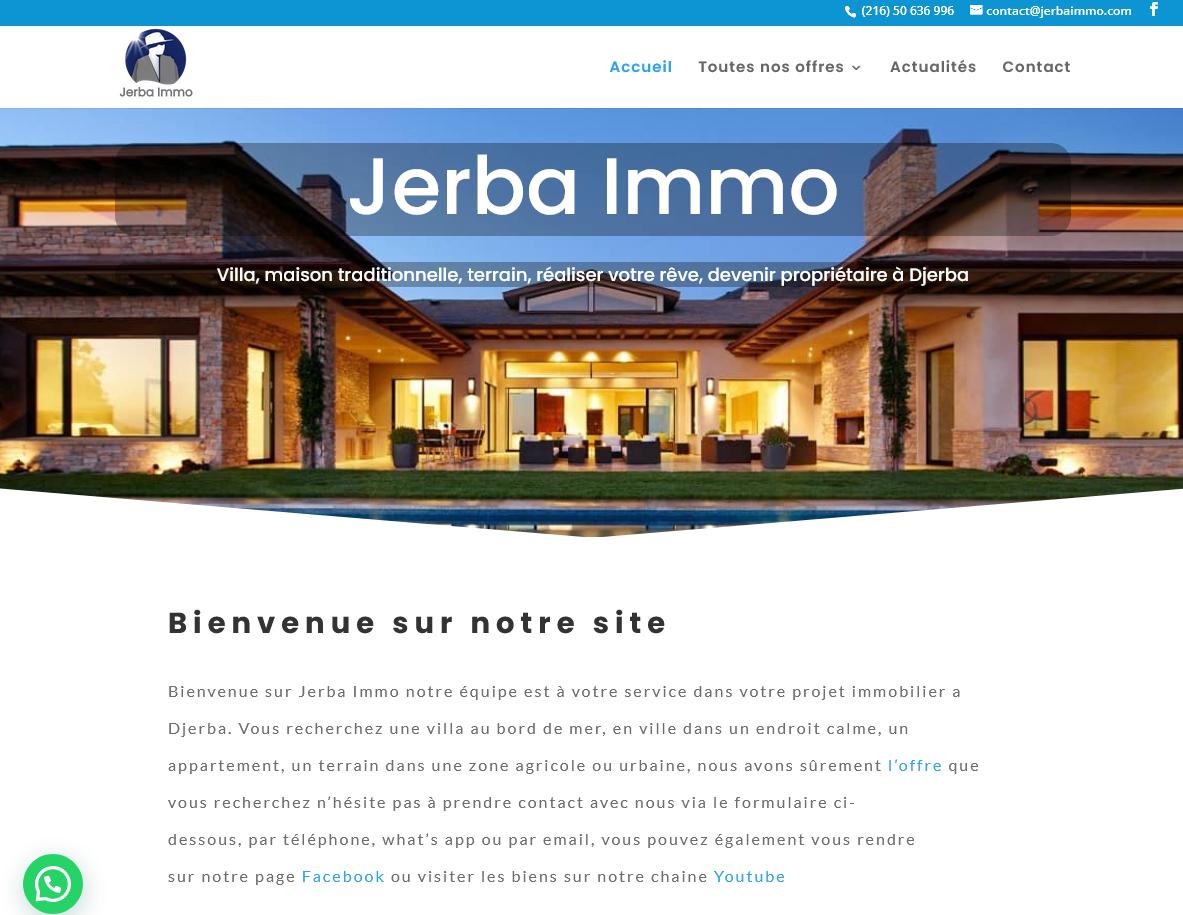 (216) 50 636 996 contact@jerbaimmo.com
Jerba Immo
Accueil Toutes nos offres Actualités Contact
Jerba Immo
Villa, maison traditionnelle, terrain, réaliser votre rêve, devenir propriétaire à Djerba
Bienvenue sur notre site
Bienvenue sur Jerba Immo notre équipe est à votre service dans votre projet immobilier a
Djerba. Vous recherchez une villa au bord de mer, en ville dans un endroit calme, un
appartement, un terrain dans une zone agricole ou urbaine, nous avons sûrement l’offre que
vous recherchez n’hésite pas à prendre contact avec nous via le formulaire ci-
dessous, par téléphone, what’s app ou par email, vous pouvez également vous rendre
sur notre page Facebook ou visiter les biens sur notre chaine Youtube